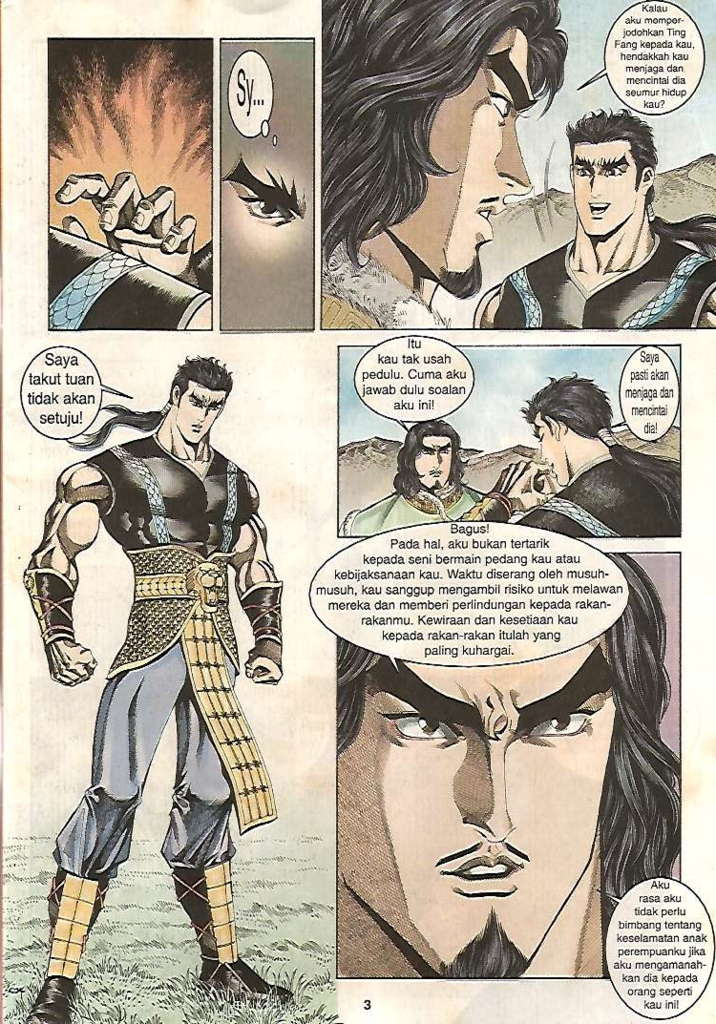 Sy...
Kalau
aku mempor-
jodohkan Ting
Fang kepada kau,
hendakkah kau
menjaga dan
mencintai dia
seumur hidup
kau?
Saya
takut tuan
tidak akan
setuju!
Itu
kau tak usah
pedulu. Cuma aku
jawab dulu soalan
aku ini!
Saya
pasti akan
menjaga dan
mencintai
dia!
Bagus!
Pada hal, aku bukan tertarik
kepada seni bermain pedang kau atau
kebijaksanaan kau. Waktu diserang oleh musuh-
musuh, kau sanggup mengambil risiko untuk melawan
mereka dan memberi perlindungan kepada rakan-
rakanmu. Kewiraan dan kesetiaan kau
kepada rakan-rakan itulah yang
paling kuhargai.
Aku
rasa aku
tidak perlu
bimbang tentang
keselamatan anak
perempuanku jika
aku mengamanah-
kan dia kepada
orang seperti
kau ini!
3